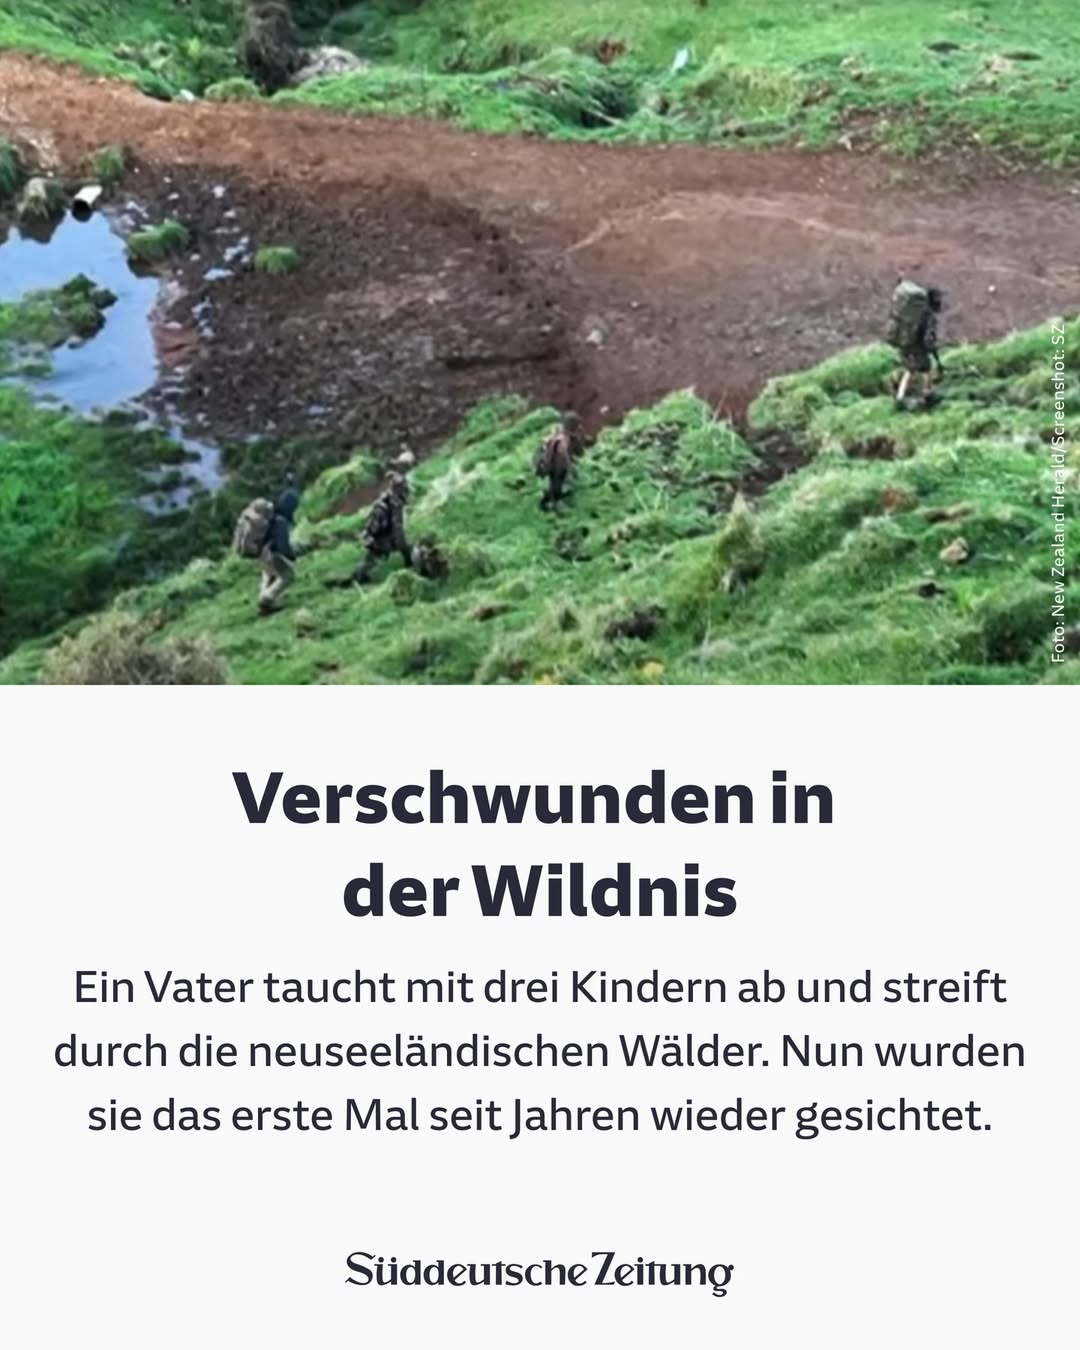 Foto: New Zealand Herald/Screenshot: SZ
Verschwunden in
der Wildnis
Ein Vater taucht mit drei Kindern ab und streift
durch die neuseeländischen Wälder. Nun wurden
sie das erste Mal seit Jahren wieder gesichtet.
Süddeutsche Zeitung